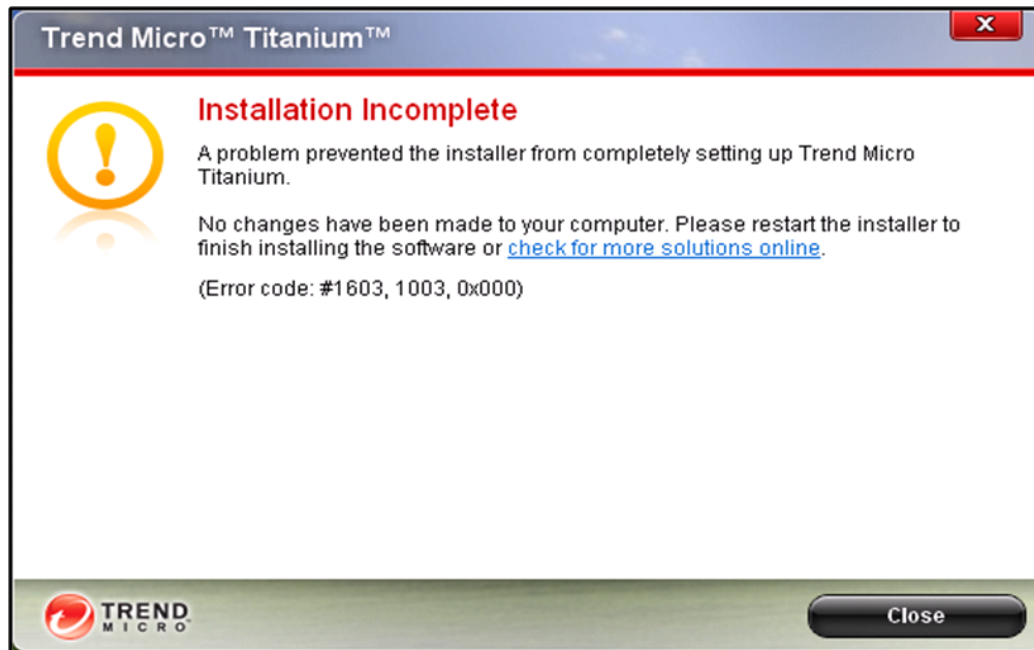 Trend Micro™ Titanium™
Installation Incomplete
A problem prevented the installer from completely setting up Trend Micro
Titanium.
No changes have been made to your computer. Please restart the installer to
finish installing the software or check for more solutions online.
(Error code: #1603, 1003, 0x000)
TREND
MICRO
Close